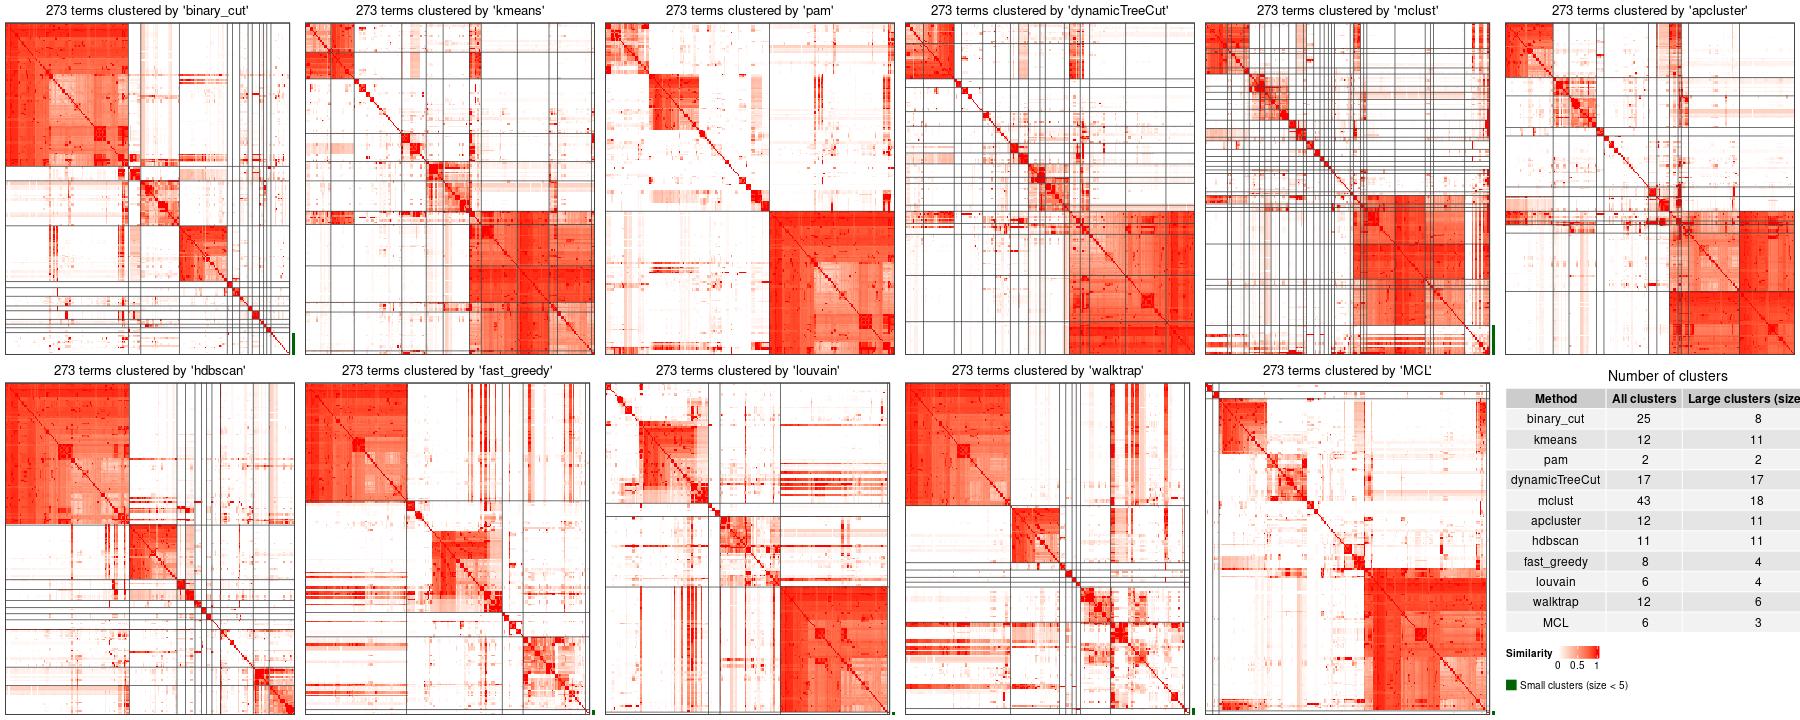 273 terms clustered by 'binary_cut'
273 terms clustered by 'kmeans'
273 terms clustered by 'pam'
273 terms clustered by 'dynamicTreeCut'
273 terms clustered by 'mclust'
273 terms clustered by 'apcluster'
273 terms clustered by 'hdbscan'
273 terms clustered by 'fast_greedy'
273 terms clustered by 'louvain'
273 terms clustered by 'walktrap'
273 terms clustered by 'MCL'
Number of clusters
Method All clusters Large clusters (size
binary_cut 25 8
kmeans 12 11
pam 2 2
dynamicTreeCut 17 17
mclust 43 18
apcluster 12 11
hdbscan 11 11
fast_greedy 8 4
louvain 6 4
walktrap 12 6
MCL 6 3
Similarity
0 0.5 1
Small clusters (size < 5)